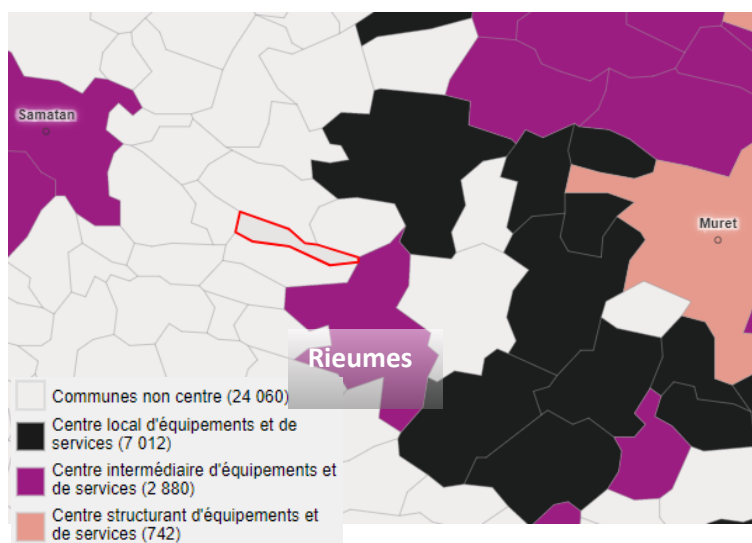 Samatan
Muret
Rieumes
Communes non centre (24 060)
Centre local d'équipements et de
services (7 012)
Centre intermédiaire d'équipements et
de services (2 880)
Centre structurant d'équipements et
de services (742)